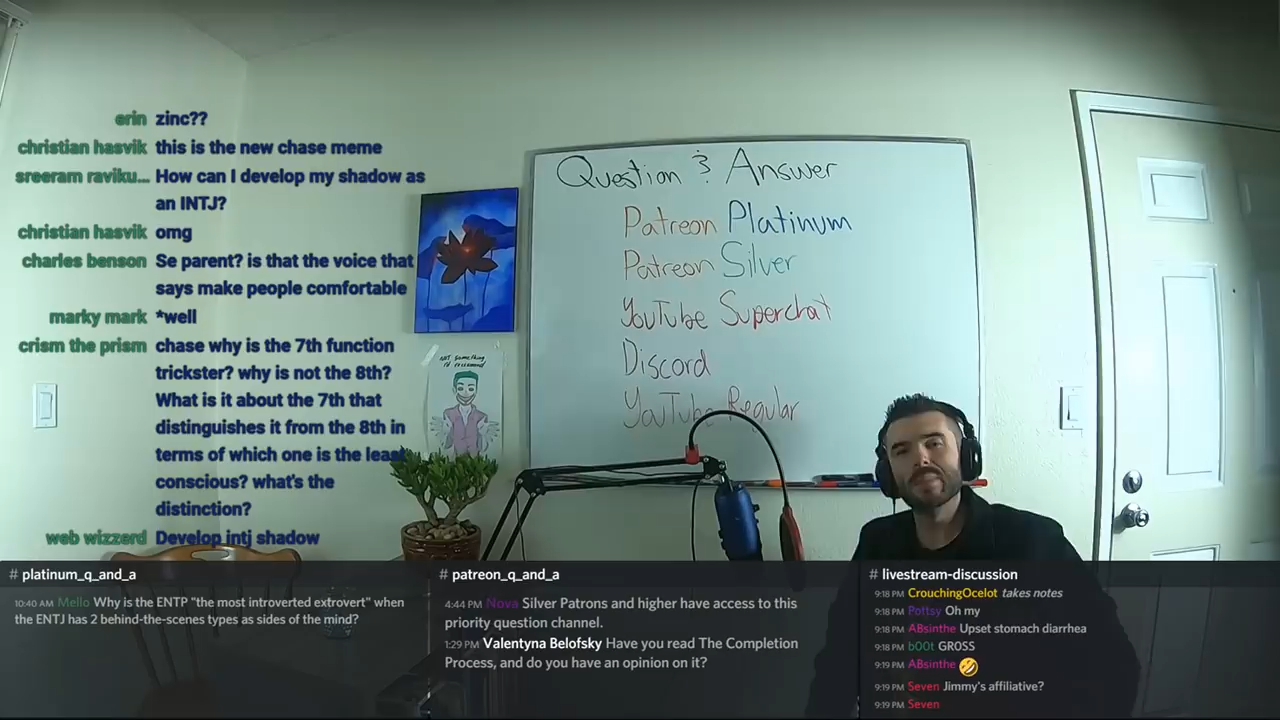 erin zinc??
christian hasvik this is the new chase meme
sreeram raviku... How can I develop my shadow as
an INTJ?
christian hasvik omg
charles benson Se parent? is that the voice that
says make people comfortable
marky mark *well
crism the prism chase why is the 7th function
trickster? why is not the 8th?
What is it about the 7th that
distinguishes it from the 8th in
terms of which one is the least
conscious? what's the
distinction?
web wizzerd Develop intj shadow
Question & Answer
Patreon Platinum
Patreon Silver
YouTube Superchat
Discord
YouTube Regular
NOT something
I'd recommend
# platinum_q_and_a
10:40 AM Mello Why is the ENTP "the most introverted extrovert" when
the ENTJ has 2 behind-the-scenes types as sides of the mind?
# patreon_q_and_a
4:44 PM Nova Silver Patrons and higher have access to this
priority question channel.
1:29 PM Valentyna Belofsky Have you read The Completion
Process, and do you have an opinion on it?
# livestream-discussion
9:18 PM CrouchingOcelot takes notes
9:18 PM Pottsy Oh my
9:18 PM ABsinthe Upset stomach diarrhea
9:18 PM b00t GROSS
9:19 PM ABsinthe 🤣
9:19 PM Seven Jimmy's affiliative?
9:19 PM Seven